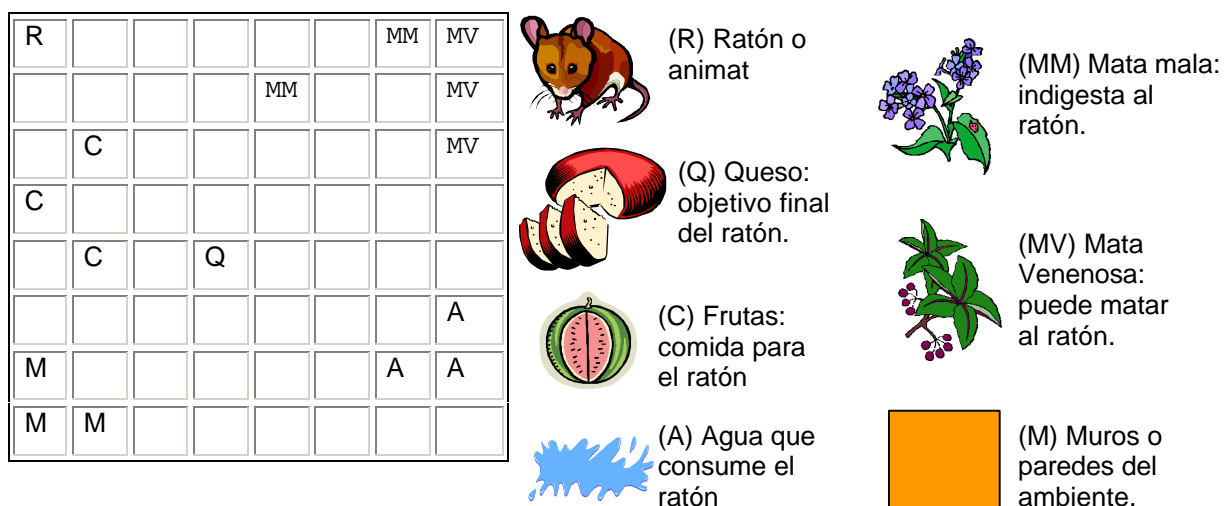 R MM MV
MM MV
C MV
C
C Q
A
M A A
M M
(R) Ratón o
animat
(Q) Queso:
objetivo final
del ratón.
(C) Frutas:
comida para
el ratón
(A) Agua que
consume el
ratón
(MM) Mata mala:
indigesta al
ratón.
(MV) Mata
Venenosa:
puede matar
al ratón.
(M) Muros o
paredes del
ambiente.